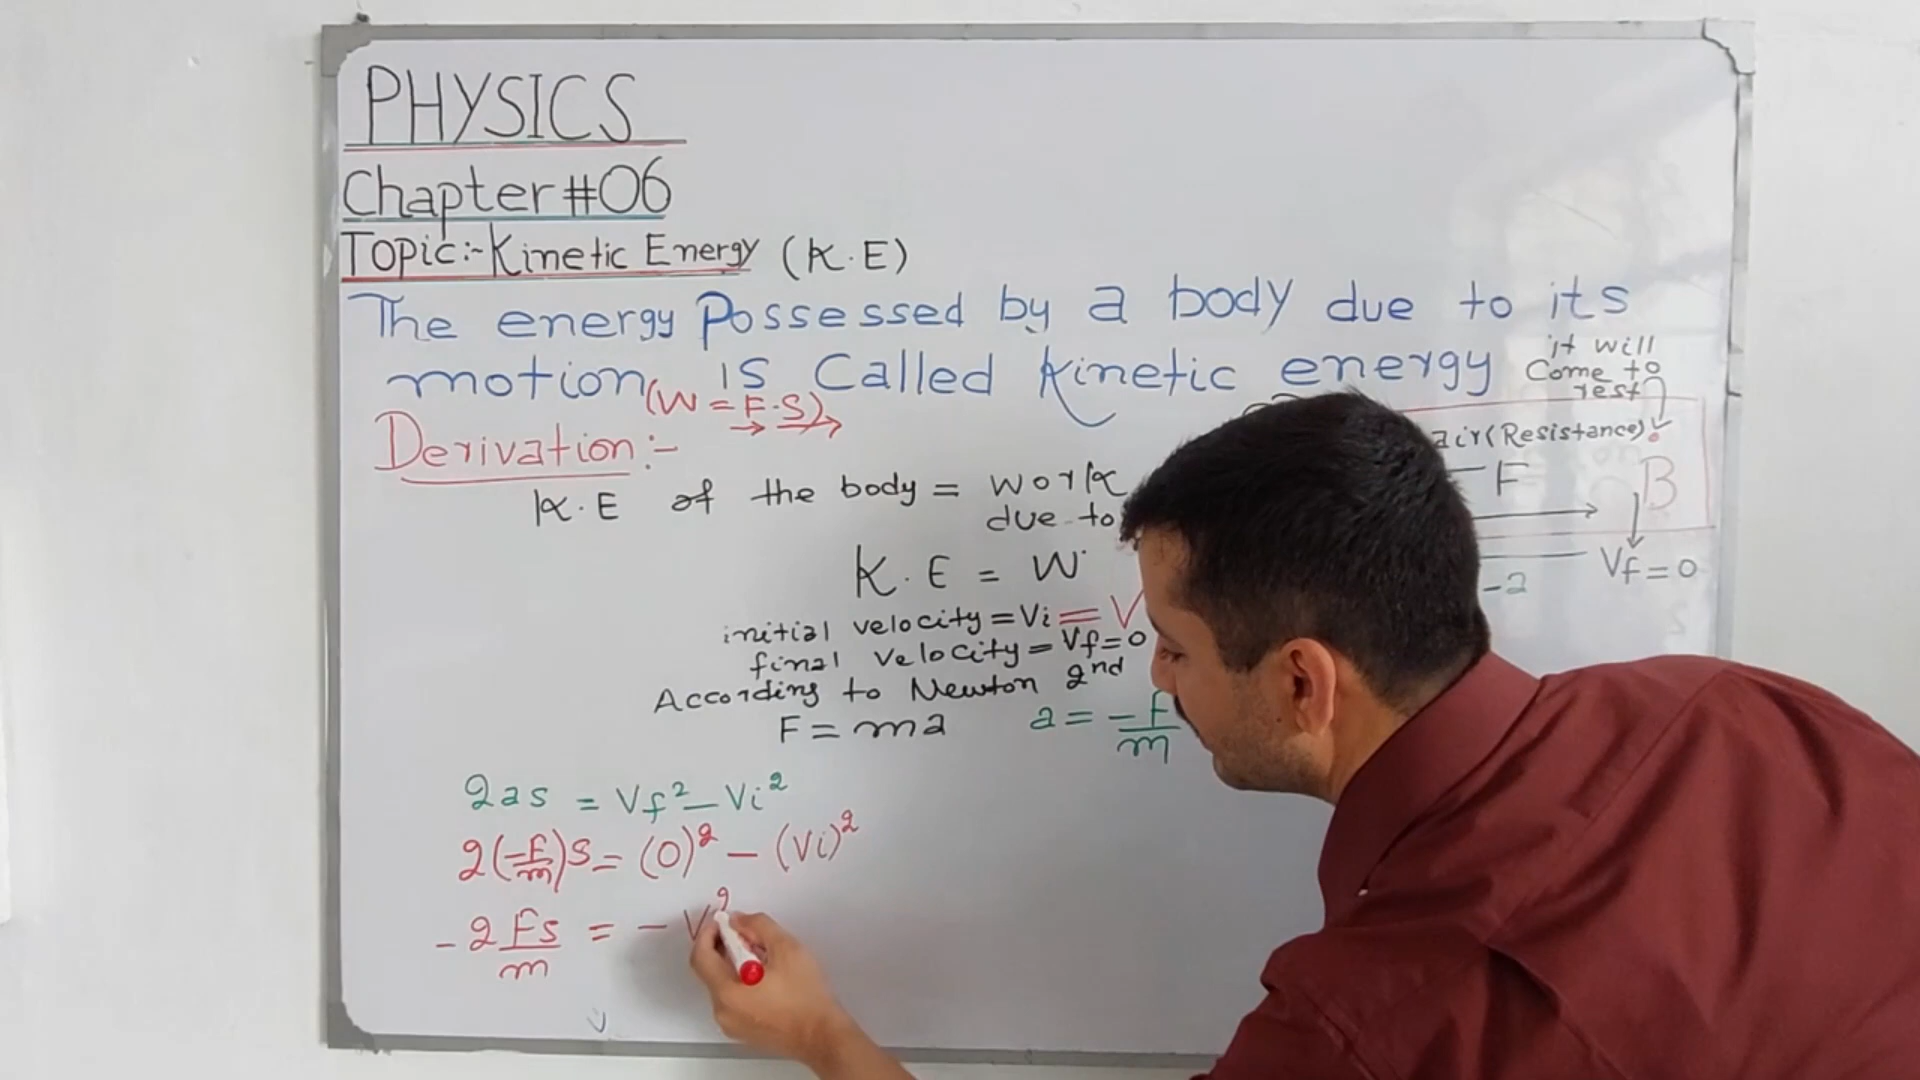 PHYSICS
Chapter #06
Topic:- Kinetic Energy (K.E)
The energy Possessed by a body due to its
motion is Called kinetic energy
it will
Come to
rest
(W = F.S)
Derivation:-
air (Resistance)
F
B
K.E of the body = work
due to
Vf = 0
K.E = W
-a
initial velocity = Vi = V
final velocity = Vf = 0
According to Newton 2nd
F = ma a = -F/m
2as = Vf² - Vi²
2(-F/m)s = (0)² - (Vi)²
-2Fs/m = -V²